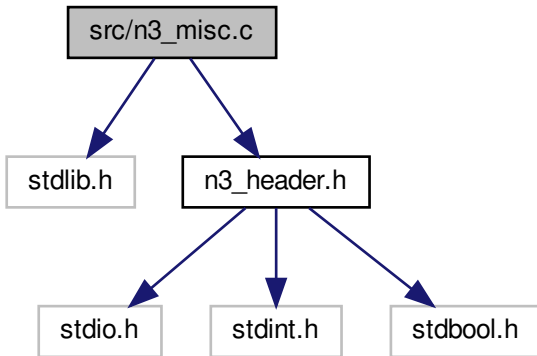 src/n3_misc.c
stdlib.h
n3_header.h
stdio.h
stdint.h
stdbool.h